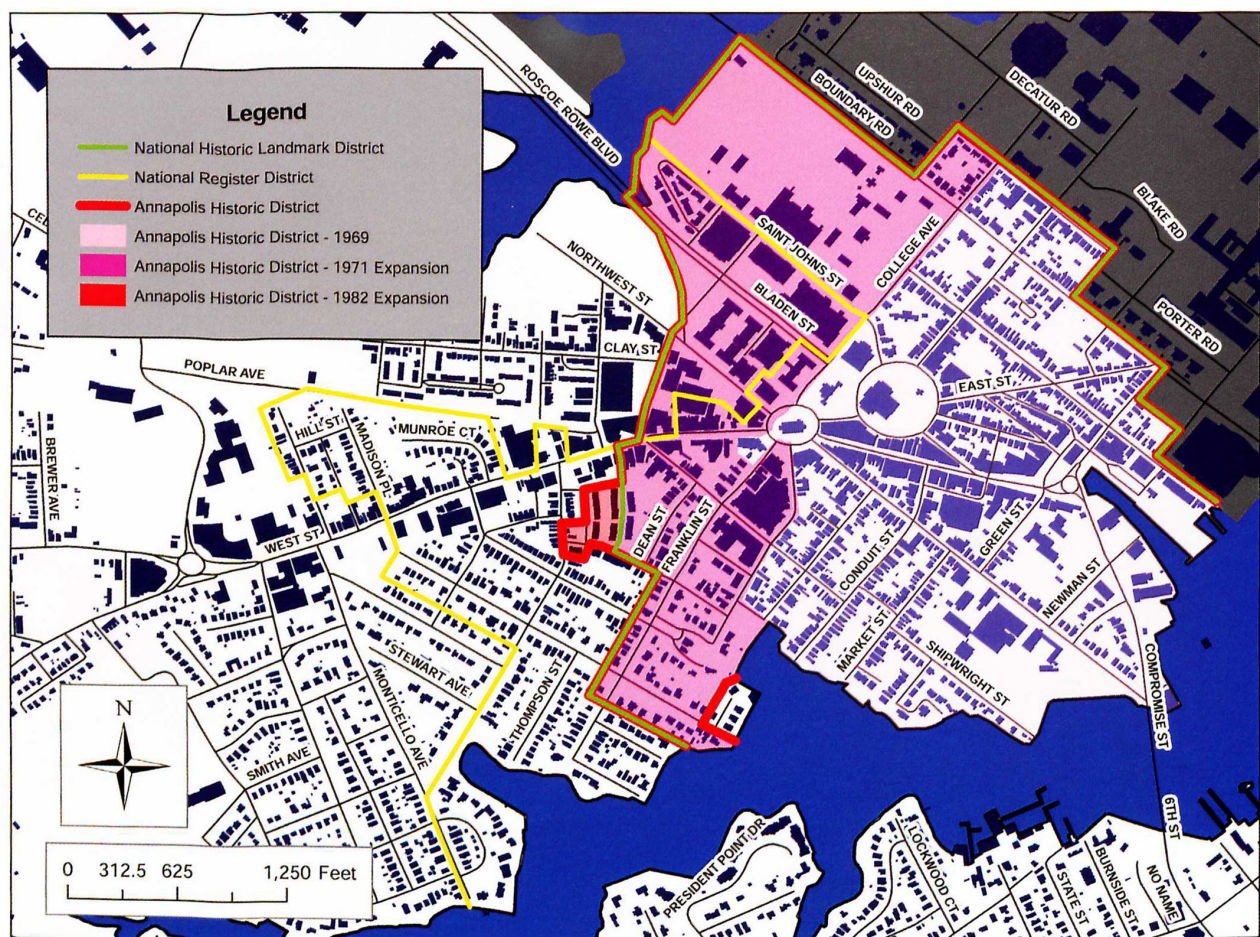 Legend
National Historic Landmark District
National Register District
Annapolis Historic District
Annapolis Historic District - 1969
Annapolis Historic District - 1971 Expansion
Annapolis Historic District - 1982 Expansion
ROSCOE ROWE BLVD
BOUNDARY RD
UPSHUR RD
DECATUR RD
BLAKE RD
PORTER RD
SAINT JOHNS ST
COLLEGE AVE
BLADEN ST
NORTHWEST ST
CLAY ST
EAST ST
POPLAR AVE
HILL ST
MADISON PL
MUNROE CT
BREWER AVE
WEST ST
DEAN ST
FRANKLIN ST
CONDUIT ST
GREEN ST
NEWMAN ST
MARKET ST
SHIPWRIGHT ST
COMPROMISE ST
STEWART AVE
THOMPSON ST
MONTICELLO AVE
SMITH AVE
N
0 312.5 625 1,250 Feet
PRESIDENT POINT DR
LOCKWOOD CT
STATE ST
BURNSIDE ST
NO NAME
6TH ST